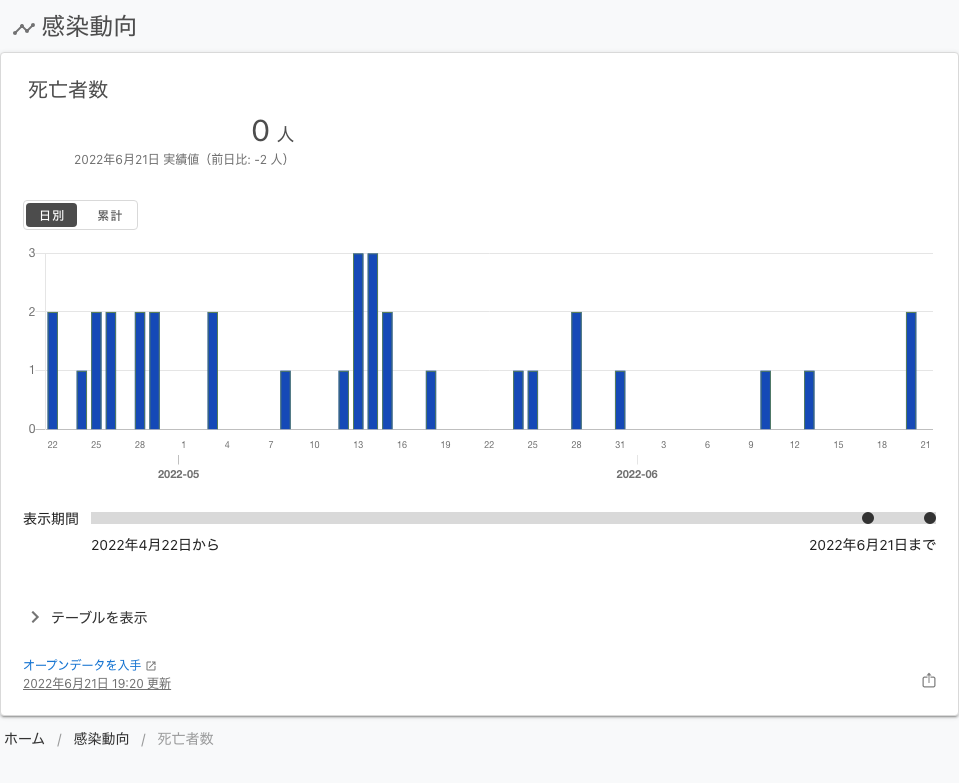 感染動向
死亡者数
0 人
2022年6月21日 実績値（前日比: -2 人）
日別 累計
3
2
1
0
22 25 28 1 4 7 10 13 16 19 22 25 28 31 3 6 9 12 15 18 21
2022-05 2022-06
表示期間
2022年4月22日から 2022年6月21日まで
テーブルを表示
オープンデータを入手
2022年6月21日 19:20 更新
ホーム / 感染動向 / 死亡者数